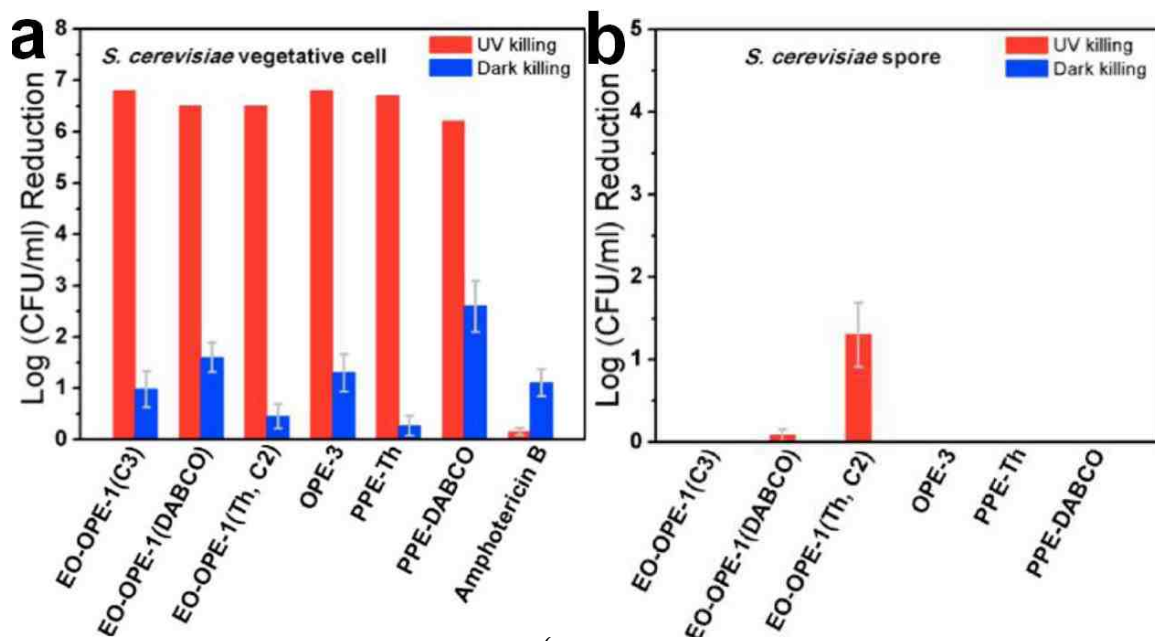 a
S. cerevisiae vegetative cell
UV killing
Dark killing
Log (CFU/ml) Reduction
8
7
6
5
4
3
2
1
0
EO-OPE-1(C3)
EO-OPE-1(DABCO)
EO-OPE-1(Th, C2)
OPE-3
PPE-Th
PPE-DABCO
Amphotericin B
b
S. cerevisiae spore
UV killing
Dark killing
Log (CFU/ml) Reduction
5
4
3
2
1
0
EO-OPE-1(C3)
EO-OPE-1(DABCO)
EO-OPE-1(Th, C2)
OPE-3
PPE-Th
PPE-DABCO